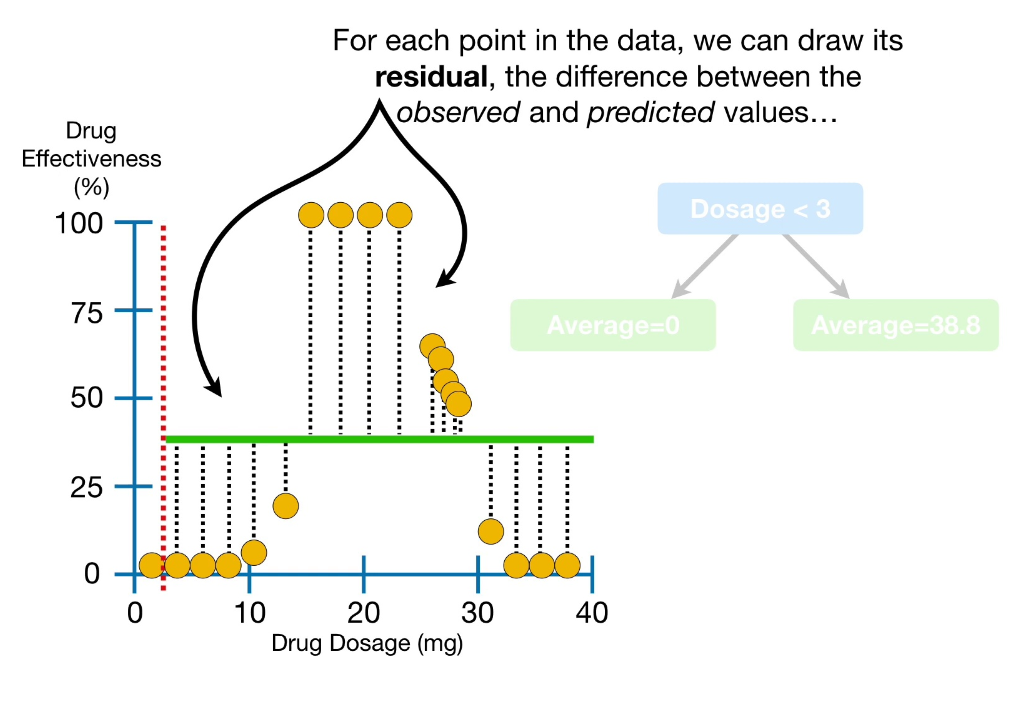 For each point in the data, we can draw its
residual, the difference between the
observed and predicted values…
Drug
Effectiveness
(%)
100
75
50
25
0
0
10
20
30
40
Drug Dosage (mg)
Dosage < 3
Average=0
Average=38.8